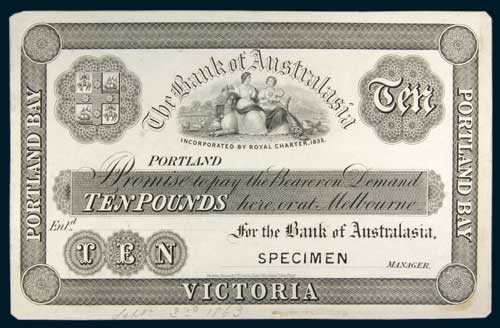 The Bank of Australasia
INCORPORATED BY ROYAL CHARTER, 1835.
Ten
PORTLAND BAY
PORTLAND BAY
PORTLAND
Promise to pay the Bearer on Demand
TEN POUNDS here, or at Melbourne
Entd.
For the Bank of Australasia.
TEN
SPECIMEN
MANAGER.
VICTORIA
1863